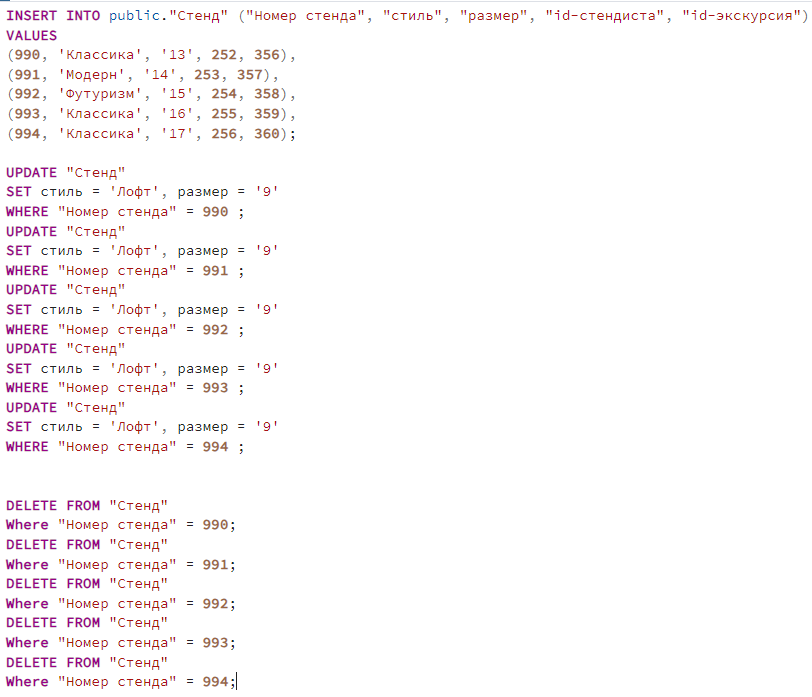 INSERT INTO public."Стенд" ("Номер стенда", "стиль", "размер", "id-стендиста", "id-экскурсия")
VALUES
(990, 'Классика', '13', 252, 356),
(991, 'Модерн', '14', 253, 357),
(992, 'Футуризм', '15', 254, 358),
(993, 'Классика', '16', 255, 359),
(994, 'Классика', '17', 256, 360);
UPDATE "Стенд"
SET стиль = 'Лофт', размер = '9'
WHERE "Номер стенда" = 990 ;
UPDATE "Стенд"
SET стиль = 'Лофт', размер = '9'
WHERE "Номер стенда" = 991 ;
UPDATE "Стенд"
SET стиль = 'Лофт', размер = '9'
WHERE "Номер стенда" = 992 ;
UPDATE "Стенд"
SET стиль = 'Лофт', размер = '9'
WHERE "Номер стенда" = 993 ;
UPDATE "Стенд"
SET стиль = 'Лофт', размер = '9'
WHERE "Номер стенда" = 994 ;
DELETE FROM "Стенд"
Where "Номер стенда" = 990;
DELETE FROM "Стенд"
Where "Номер стенда" = 991;
DELETE FROM "Стенд"
Where "Номер стенда" = 992;
DELETE FROM "Стенд"
Where "Номер стенда" = 993;
DELETE FROM "Стенд"
Where "Номер стенда" = 994;